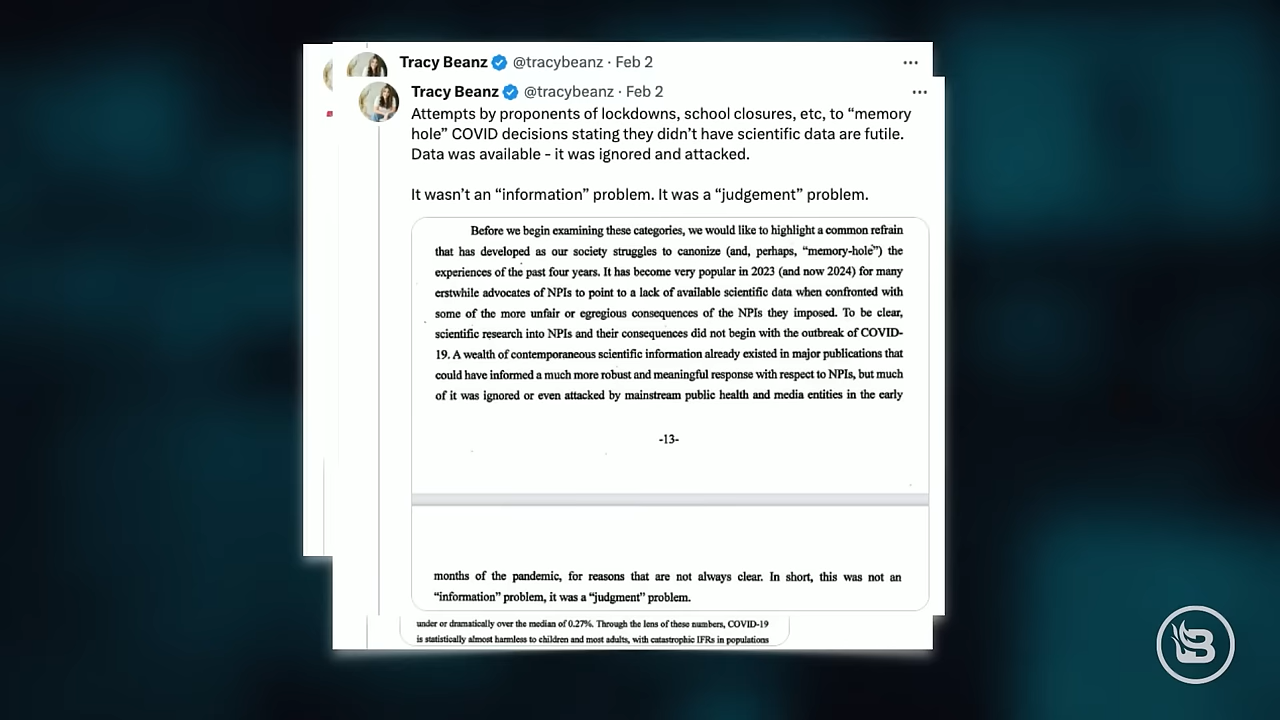 Tracy Beanz @tracybeanz · Feb 2 ...
Tracy Beanz @tracybeanz · Feb 2 ...
Attempts by proponents of lockdowns, school closures, etc, to “memory
hole” COVID decisions stating they didn’t have scientific data are futile.
Data was available - it was ignored and attacked.
It wasn’t an “information” problem. It was a “judgement” problem.
Before we begin examining these categories, we would like to highlight a common refrain
that has developed as our society struggles to canonize (and, perhaps, “memory-hole”) the
experiences of the past four years. It has become very popular in 2023 (and now 2024) for many
erstwhile advocates of NPIs to point to a lack of available scientific data when confronted with
some of the more unfair or egregious consequences of the NPIs they imposed. To be clear,
scientific research into NPIs and their consequences did not begin with the outbreak of COVID-
19. A wealth of contemporaneous scientific information already existed in major publications that
could have informed a much more robust and meaningful response with respect to NPIs, but much
of it was ignored or even attacked by mainstream public health and media entities in the early
-13-
months of the pandemic, for reasons that are not always clear. In short, this was not an
“information” problem, it was a “judgment” problem.
under or dramatically over the median of 0.27%. Through the lens of these numbers, COVID-19
is statistically almost harmless to children and most adults, with catastrophic IFRs in populations
B